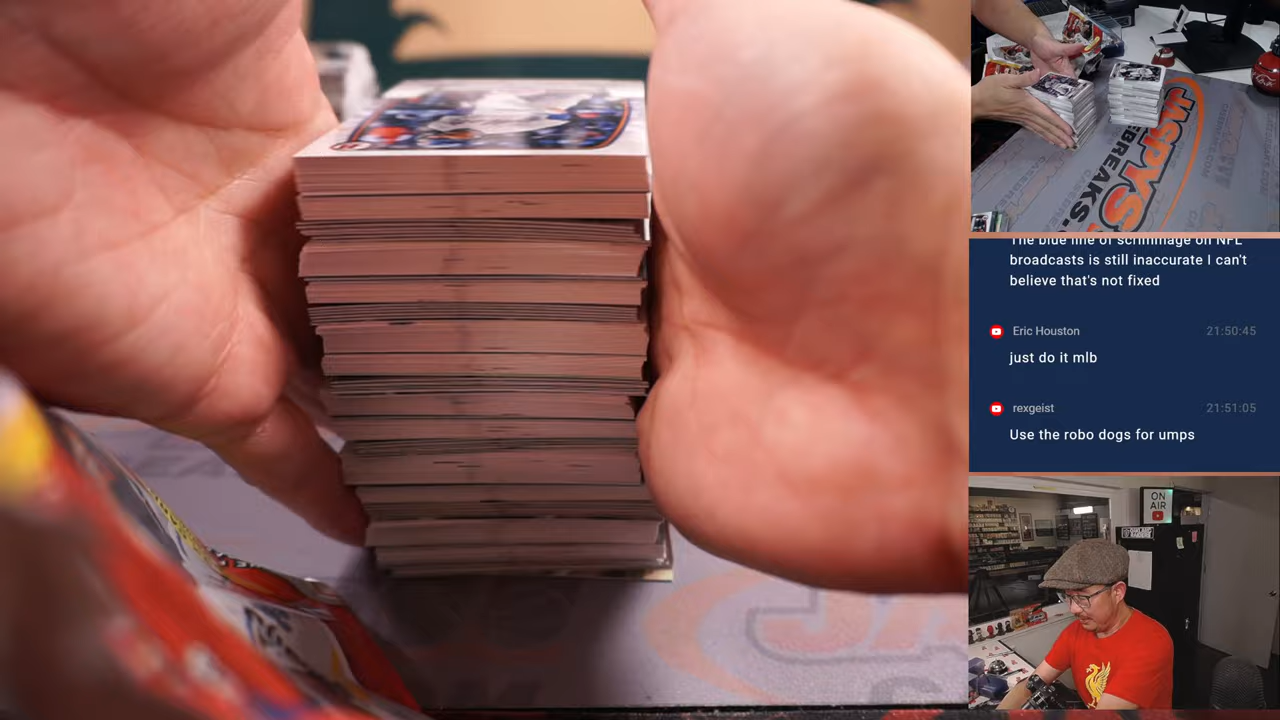 JASPYS
CASEBREAKS.
The blue line of scrimmage on NFL
broadcasts is still inaccurate I can't
believe that's not fixed
Eric Houston
21:50:45
just do it mlb
rexgeist
21:51:05
Use the robo dogs for umps
ON
AIR